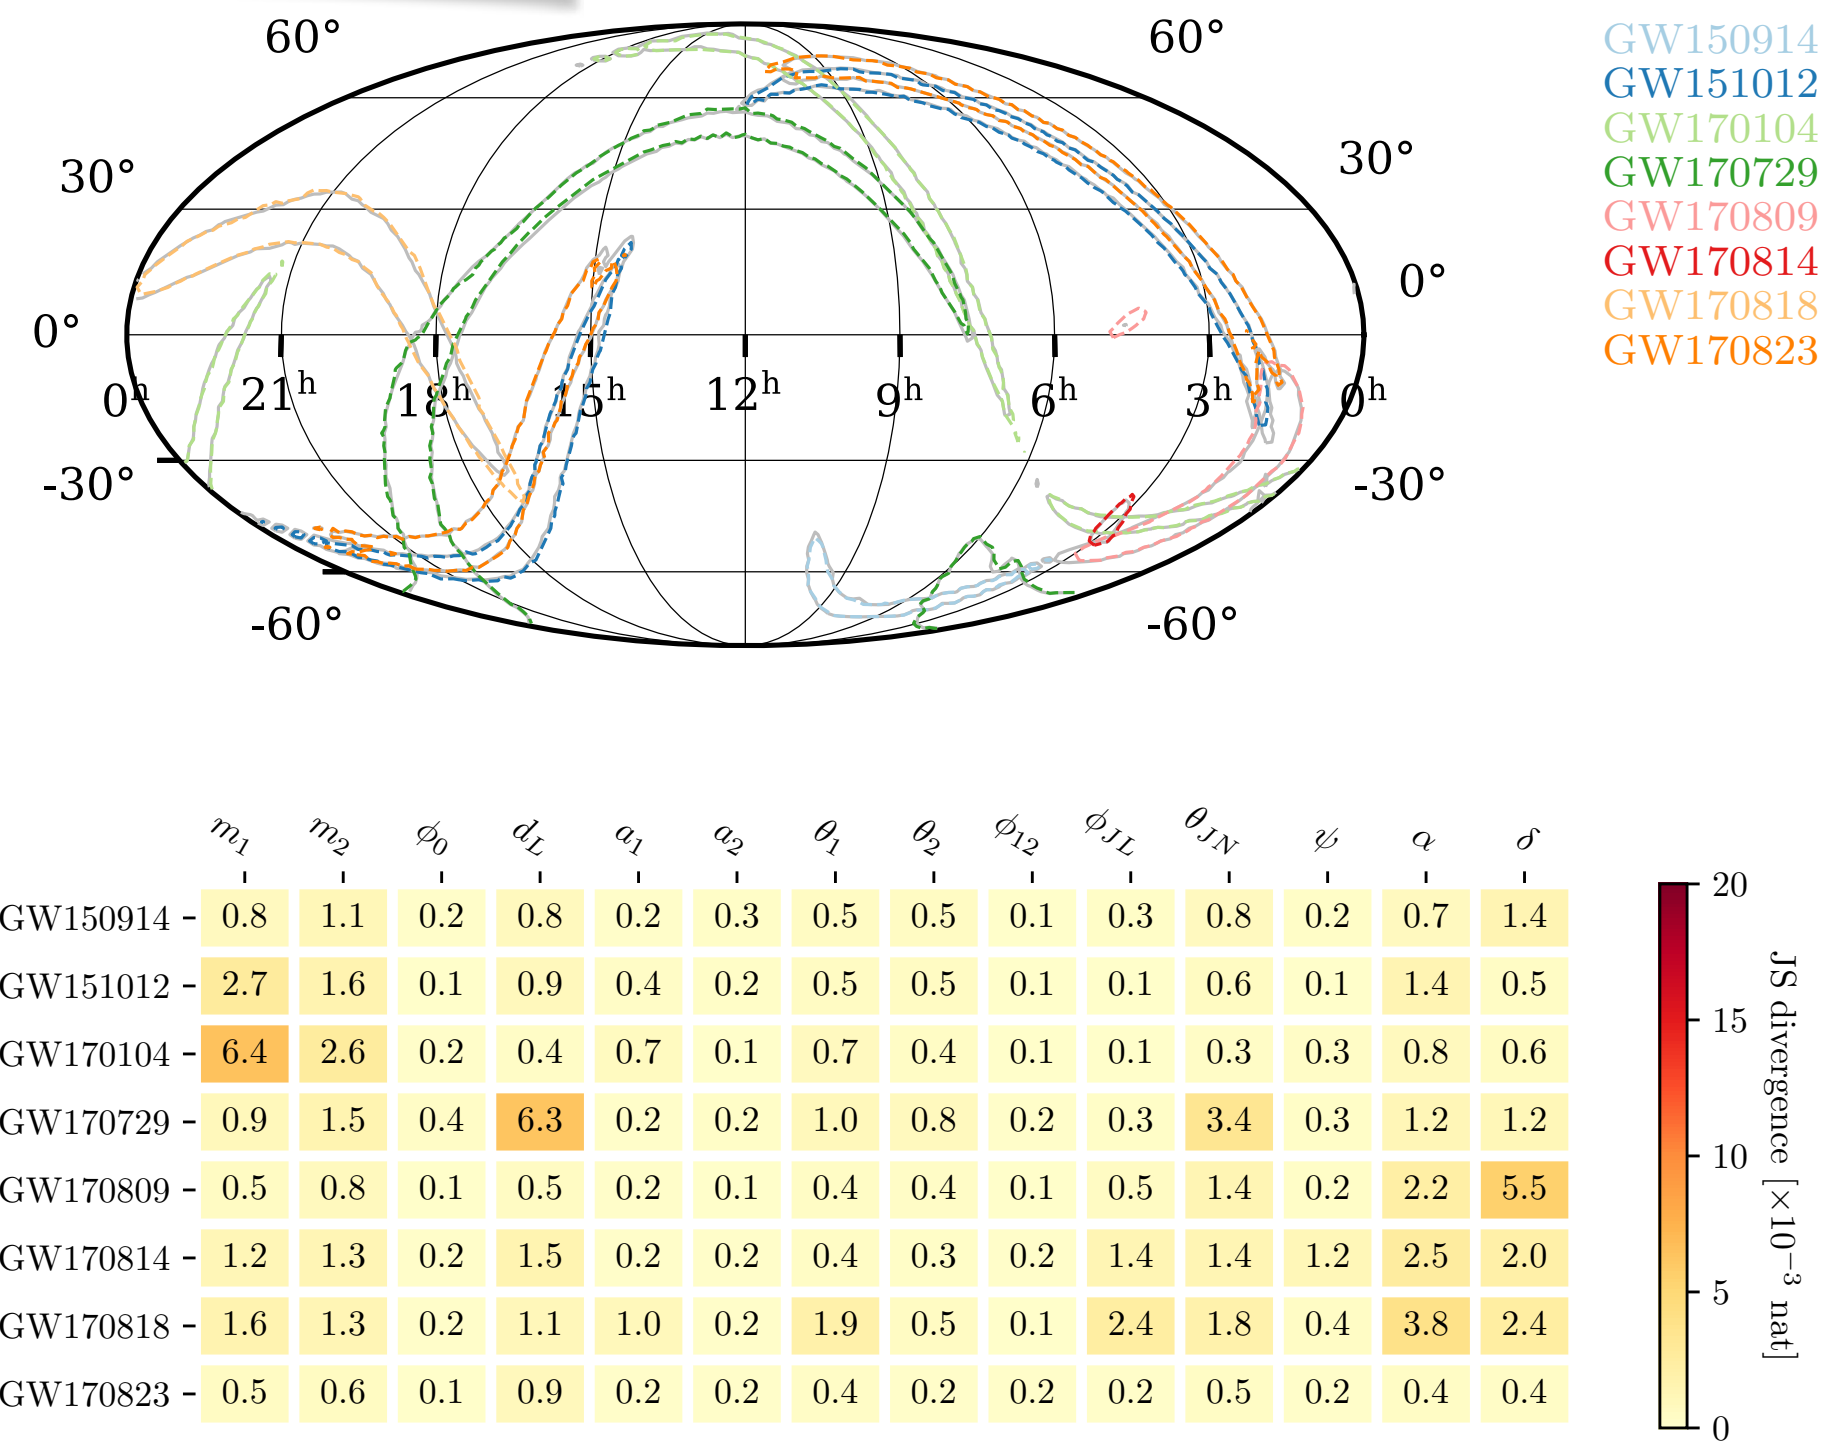 60° 60° GW150914
GW151012
GW170104
30° 30° GW170729
GW170809
GW170814
0° 0° GW170818
GW170823
0h 21h 18h 15h 12h 9h 6h 3h 0h
-30° -30°
-60° -60°
m1 m2 ϕ0 dL a1 a2 θ1 θ2 ϕ12 ϕJL θJN ψ α δ
GW150914 0.8 1.1 0.2 0.8 0.2 0.3 0.5 0.5 0.1 0.3 0.8 0.2 0.7 1.4
GW151012 2.7 1.6 0.1 0.9 0.4 0.2 0.5 0.5 0.1 0.1 0.6 0.1 1.4 0.5
GW170104 6.4 2.6 0.2 0.4 0.7 0.1 0.7 0.4 0.1 0.1 0.3 0.3 0.8 0.6
GW170729 0.9 1.5 0.4 6.3 0.2 0.2 1.0 0.8 0.2 0.3 3.4 0.3 1.2 1.2
GW170809 0.5 0.8 0.1 0.5 0.2 0.1 0.4 0.4 0.1 0.5 1.4 0.2 2.2 5.5
GW170814 1.2 1.3 0.2 1.5 0.2 0.2 0.4 0.3 0.2 1.4 1.4 1.2 2.5 2.0
GW170818 1.6 1.3 0.2 1.1 1.0 0.2 1.9 0.5 0.1 2.4 1.8 0.4 3.8 2.4
GW170823 0.5 0.6 0.1 0.9 0.2 0.2 0.4 0.2 0.2 0.2 0.5 0.2 0.4 0.4
20
15
10
5
0
JS divergence [×10⁻³ nat]